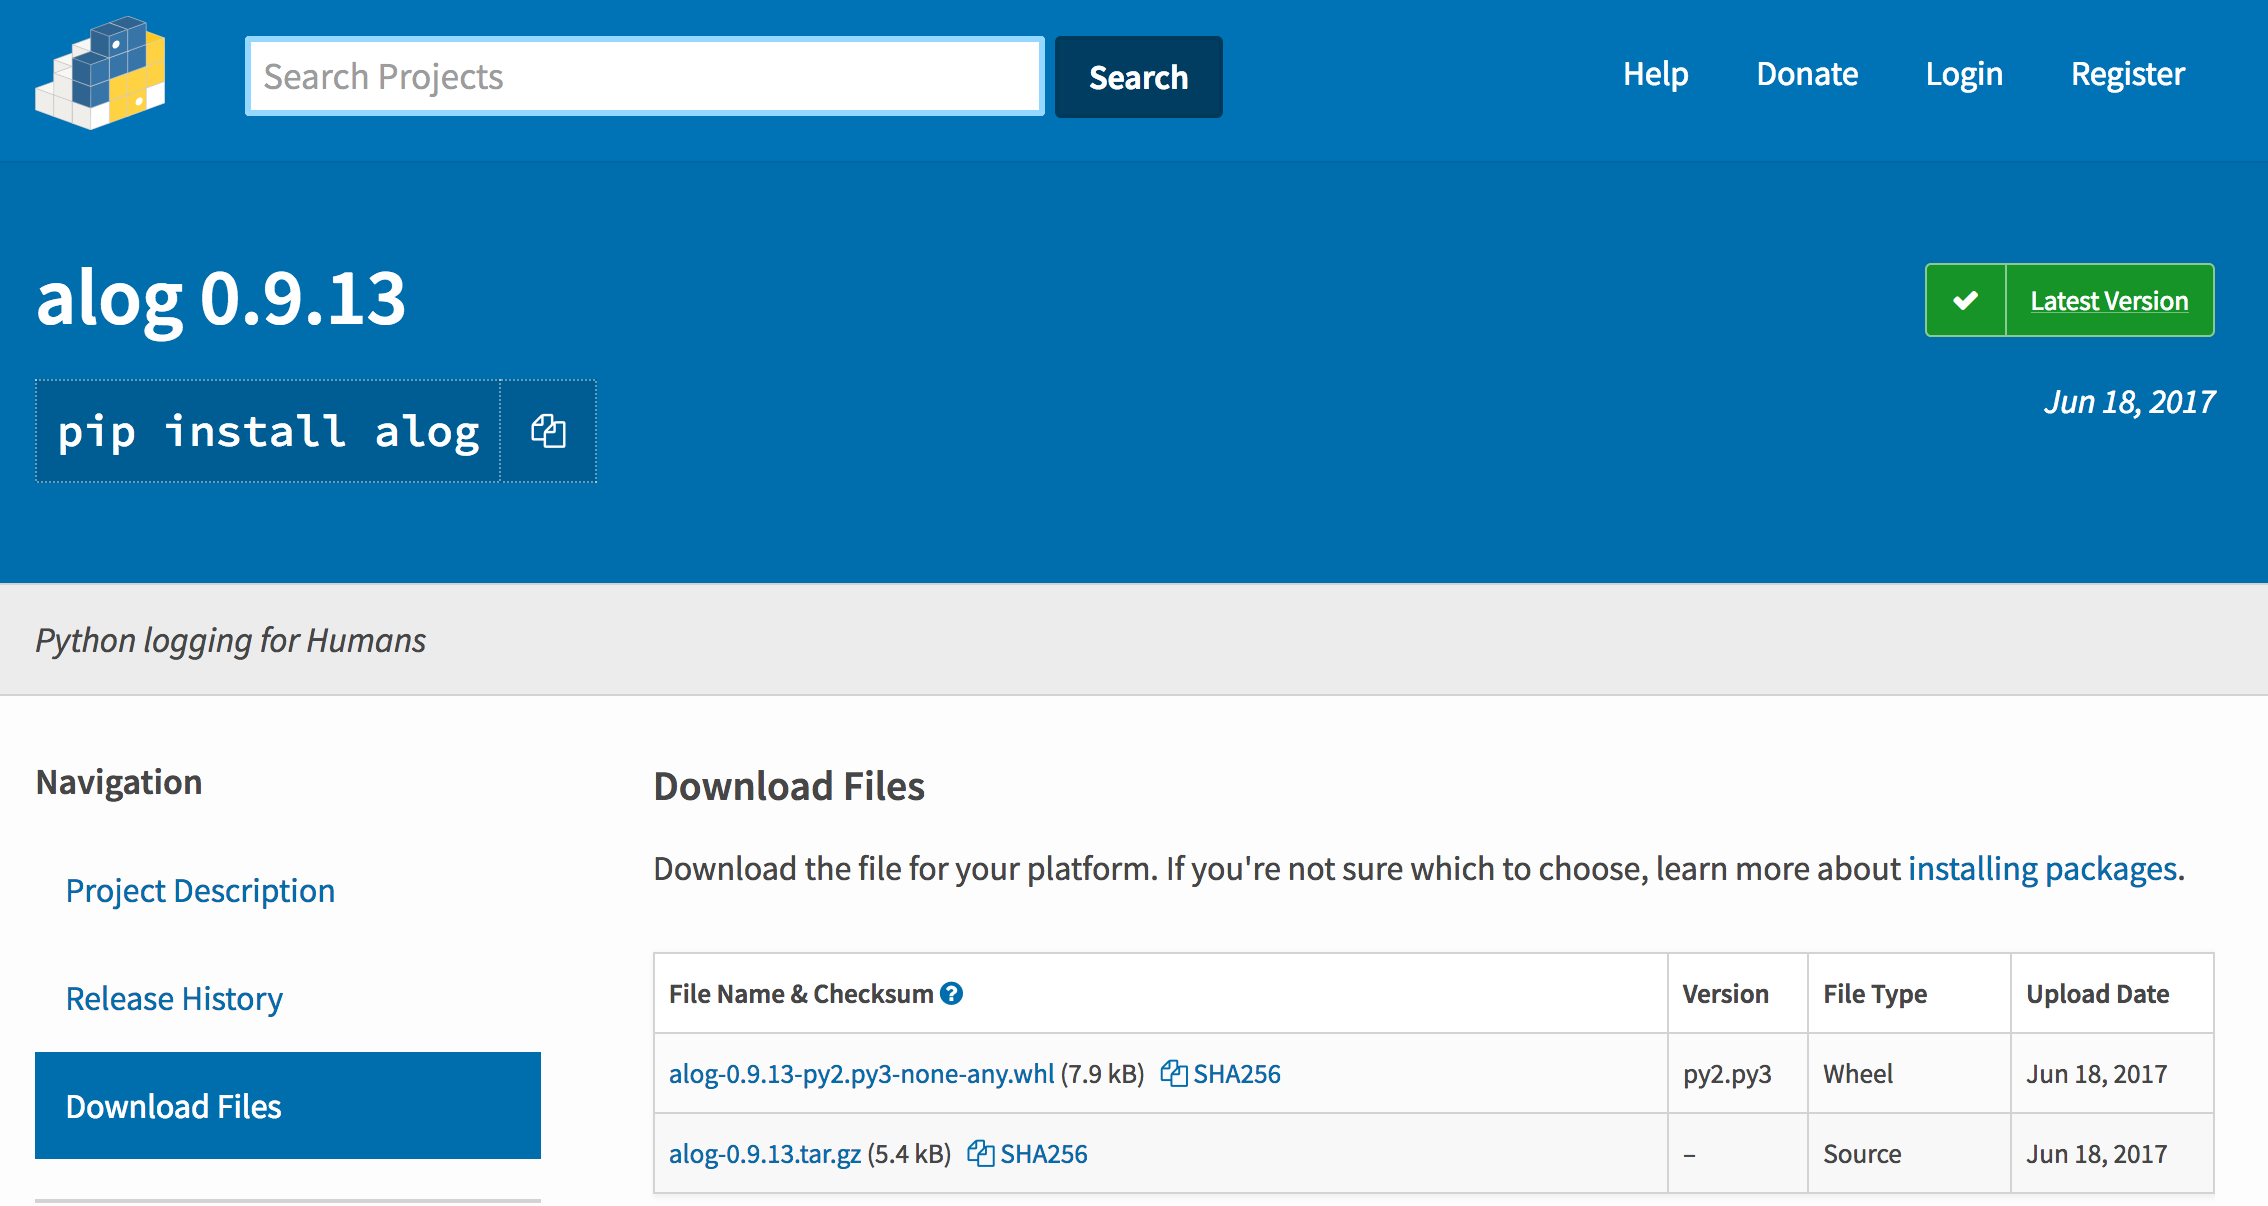 Search Projects
Search
Help
Donate
Login
Register
alog 0.9.13
Latest Version
pip install alog
Jun 18, 2017
Python logging for Humans
Navigation
Project Description
Release History
Download Files
Download Files
Download the file for your platform. If you're not sure which to choose, learn more about installing packages.
File Name & Checksum Version File Type Upload Date
alog-0.9.13-py2.py3-none-any.whl (7.9 kB) SHA256 py2.py3 Wheel Jun 18, 2017
alog-0.9.13.tar.gz (5.4 kB) SHA256 – Source Jun 18, 2017